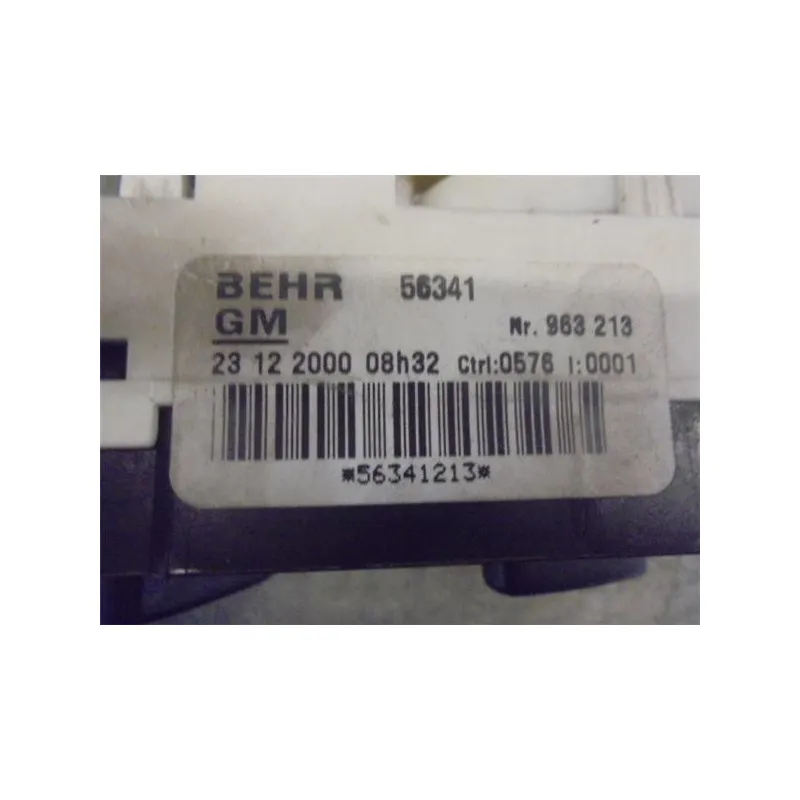 BEHR 56341
GM Nr. 963 213
23 12 2000 08h32 Ctrl:0576 I:0001
*56341213*